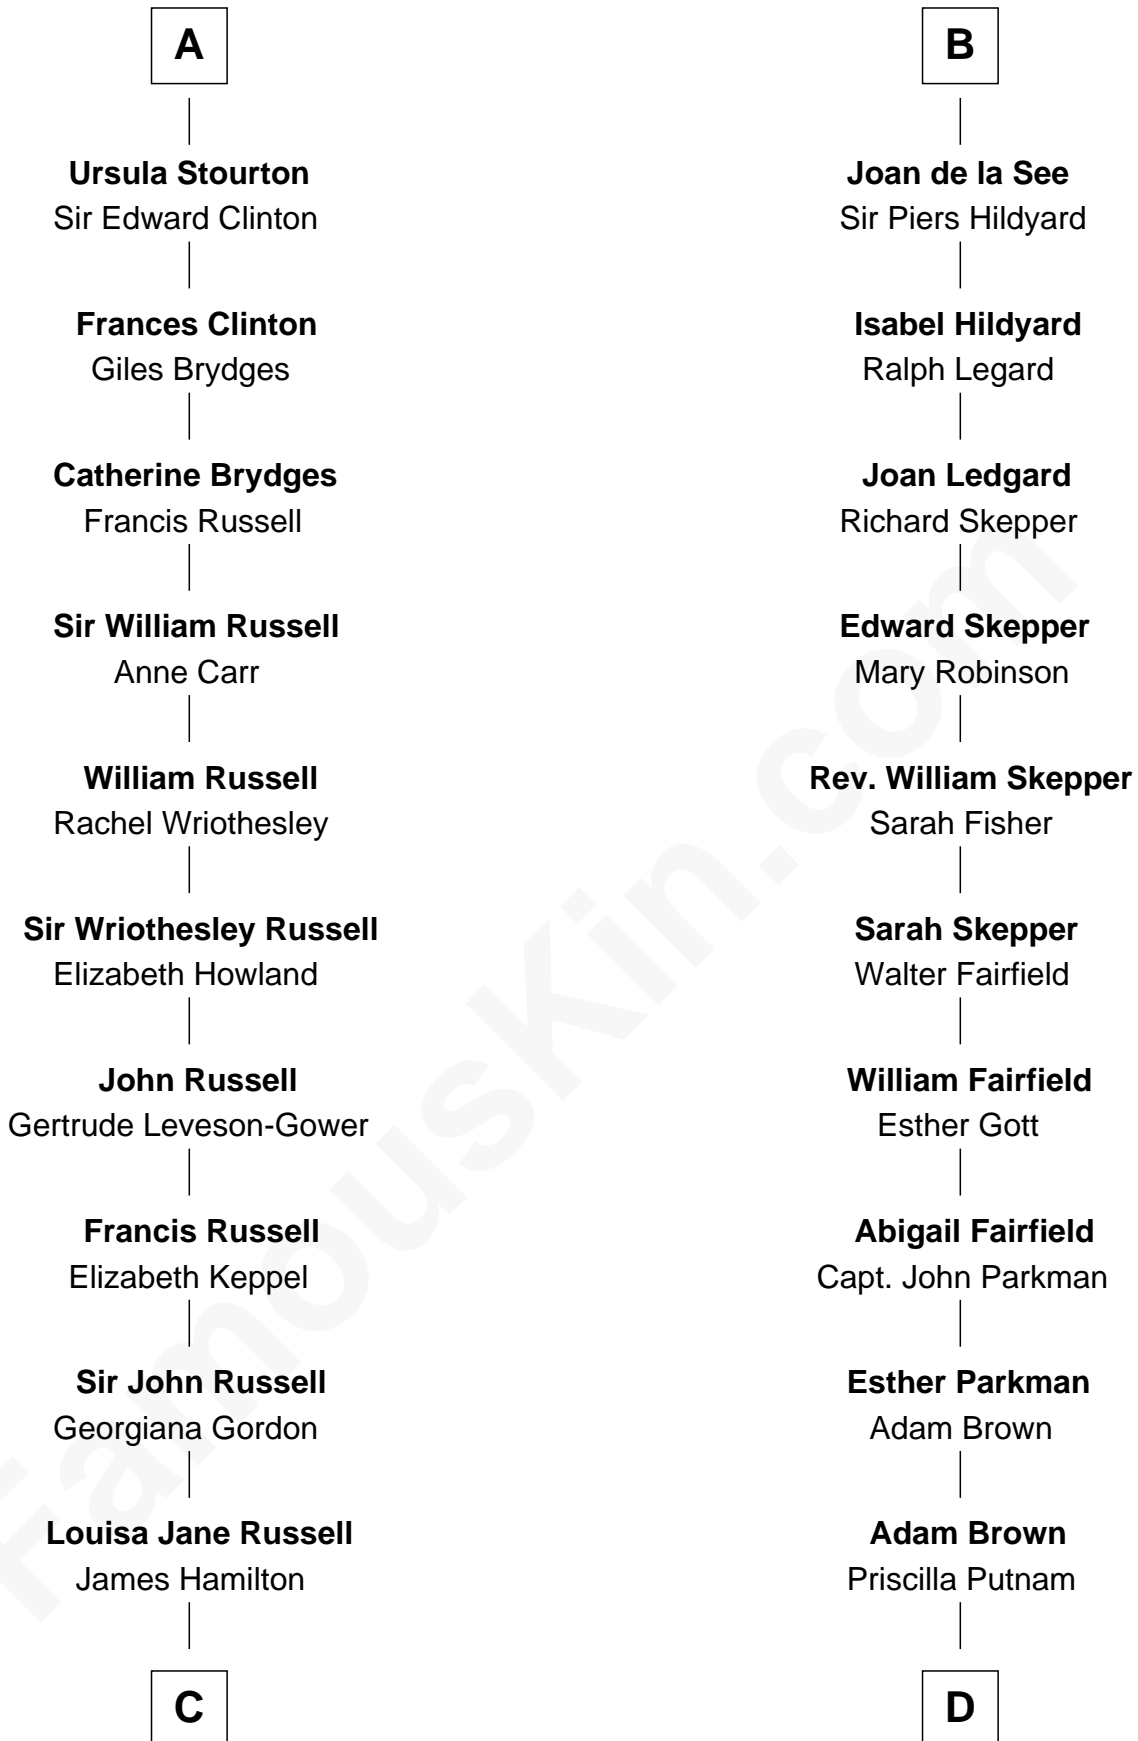 A
Ursula Stourton
Sir Edward Clinton
Frances Clinton
Giles Brydges
Catherine Brydges
Francis Russell
Sir William Russell
Anne Carr
William Russell
Rachel Wriothesley
Sir Wriothesley Russell
Elizabeth Howland
John Russell
Gertrude Leveson-Gower
Francis Russell
Elizabeth Keppel
Sir John Russell
Georgiana Gordon
Louisa Jane Russell
James Hamilton
C
B
Joan de la See
Sir Piers Hildyard
Isabel Hildyard
Ralph Legard
Joan Ledgard
Richard Skepper
Edward Skepper
Mary Robinson
Rev. William Skepper
Sarah Fisher
Sarah Skepper
Walter Fairfield
William Fairfield
Esther Gott
Abigail Fairfield
Capt. John Parkman
Esther Parkman
Adam Brown
Adam Brown
Priscilla Putnam
D
FamousKin.com